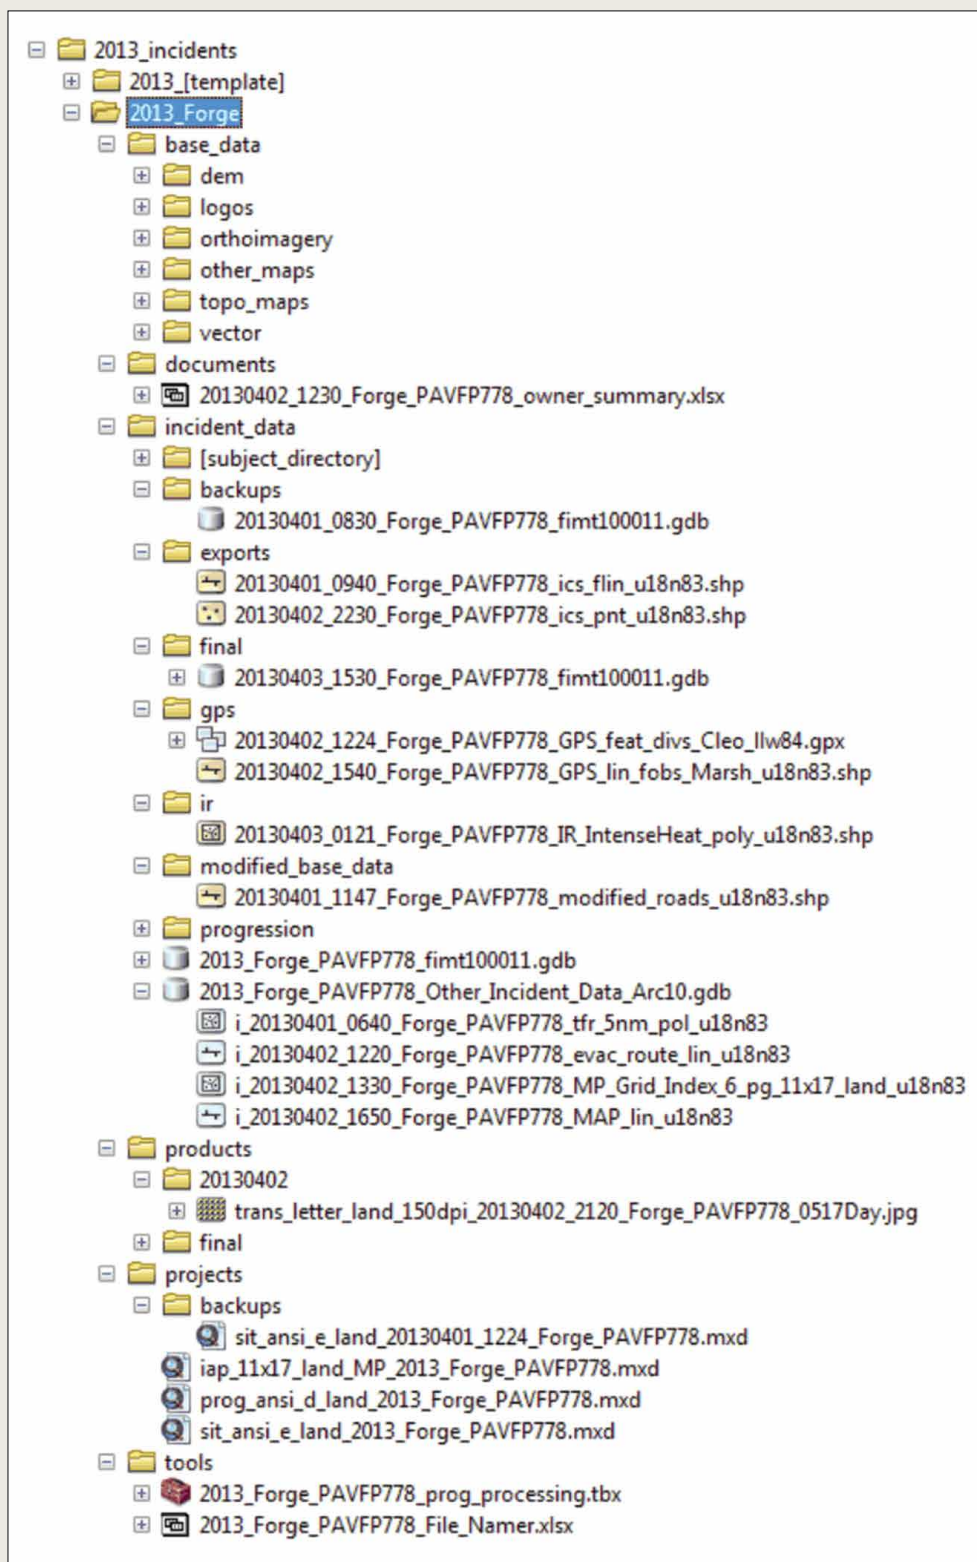 2013_incidents
2013_[template]
2013_Forge
base_data
dem
logos
orthoimagery
other_maps
topo_maps
vector
documents
20130402_1230_Forge_PAVFP778_owner_summary.xlsx
incident_data
[subject_directory]
backups
20130401_0830_Forge_PAVFP778_fimt100011.gdb
exports
20130401_0940_Forge_PAVFP778_ics_flin_u18n83.shp
20130402_2230_Forge_PAVFP778_ics_pnt_u18n83.shp
final
20130403_1530_Forge_PAVFP778_fimt100011.gdb
gps
20130402_1224_Forge_PAVFP778_GPS_feat_divs_Cleo_llw84.gpx
20130402_1540_Forge_PAVFP778_GPS_lin_fobs_Marsh_u18n83.shp
ir
20130403_0121_Forge_PAVFP778_IR_IntenseHeat_poly_u18n83.shp
modified_base_data
20130401_1147_Forge_PAVFP778_modified_roads_u18n83.shp
progression
2013_Forge_PAVFP778_fimt100011.gdb
2013_Forge_PAVFP778_Other_Incident_Data_Arc10.gdb
i_20130401_0640_Forge_PAVFP778_tfr_5nm_pol_u18n83
i_20130402_1220_Forge_PAVFP778_evac_route_lin_u18n83
i_20130402_1330_Forge_PAVFP778_MP_Grid_Index_6_pg_11x17_land_u18n83
i_20130402_1650_Forge_PAVFP778_MAP_lin_u18n83
products
20130402
trans_letter_land_150dpi_20130402_2120_Forge_PAVFP778_0517Day.jpg
final
projects
backups
sit_ansi_e_land_20130401_1224_Forge_PAVFP778.mxd
iap_11x17_land_MP_2013_Forge_PAVFP778.mxd
prog_ansi_d_land_2013_Forge_PAVFP778.mxd
sit_ansi_e_land_2013_Forge_PAVFP778.mxd
tools
2013_Forge_PAVFP778_prog_processing.tbx
2013_Forge_PAVFP778_File_Namer.xlsx